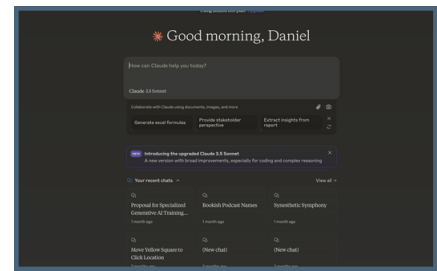 Good morning, Daniel
How can Claude help you today?
Claude 3.5 Sonnet
Collaborate with Claude using documents, images, and more
Generate excel formulas
Provide stakeholder
perspective
Extract insights from
report
NEW Introducing the upgraded Claude 3.5 Sonnet
A new version with broad improvements, especially for coding and complex reasoning
Your recent chats
View all
Proposal for Specialized
Generative AI Training...
1 month ago
Bookish Podcast Names
1 month ago
Synesthetic Symphony
1 month ago
Move Yellow Square to
Click Location
(New chat)
(New chat)